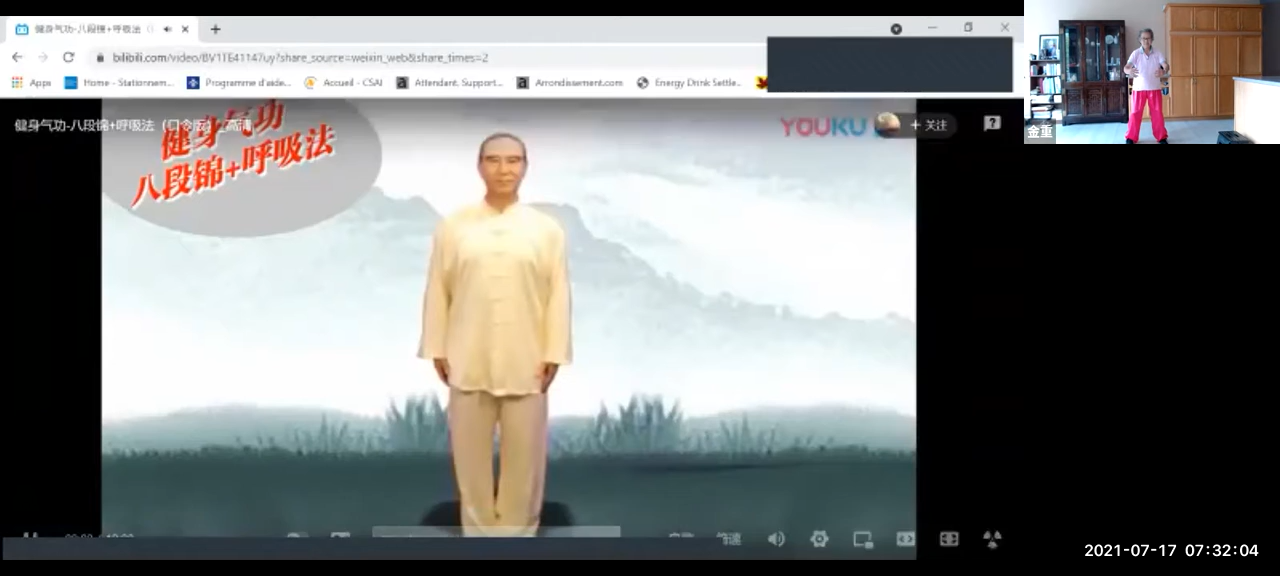 健身气功-八段锦+呼吸法
bilibili.com/video/BV1TE41147uy?share_source=weixin_web&share_times=2
Apps
Home - Stationnem...
Programme d'aide...
Accueil - CSAI
Attendant. Support...
Arrondissement.com
Energy Drink Settle...
健身气功-八段锦+呼吸法（口令版）_高清
YOUKU
+ 关注
健身气功
八段锦+呼吸法
倍速
金重
2021-07-17 07:32:04